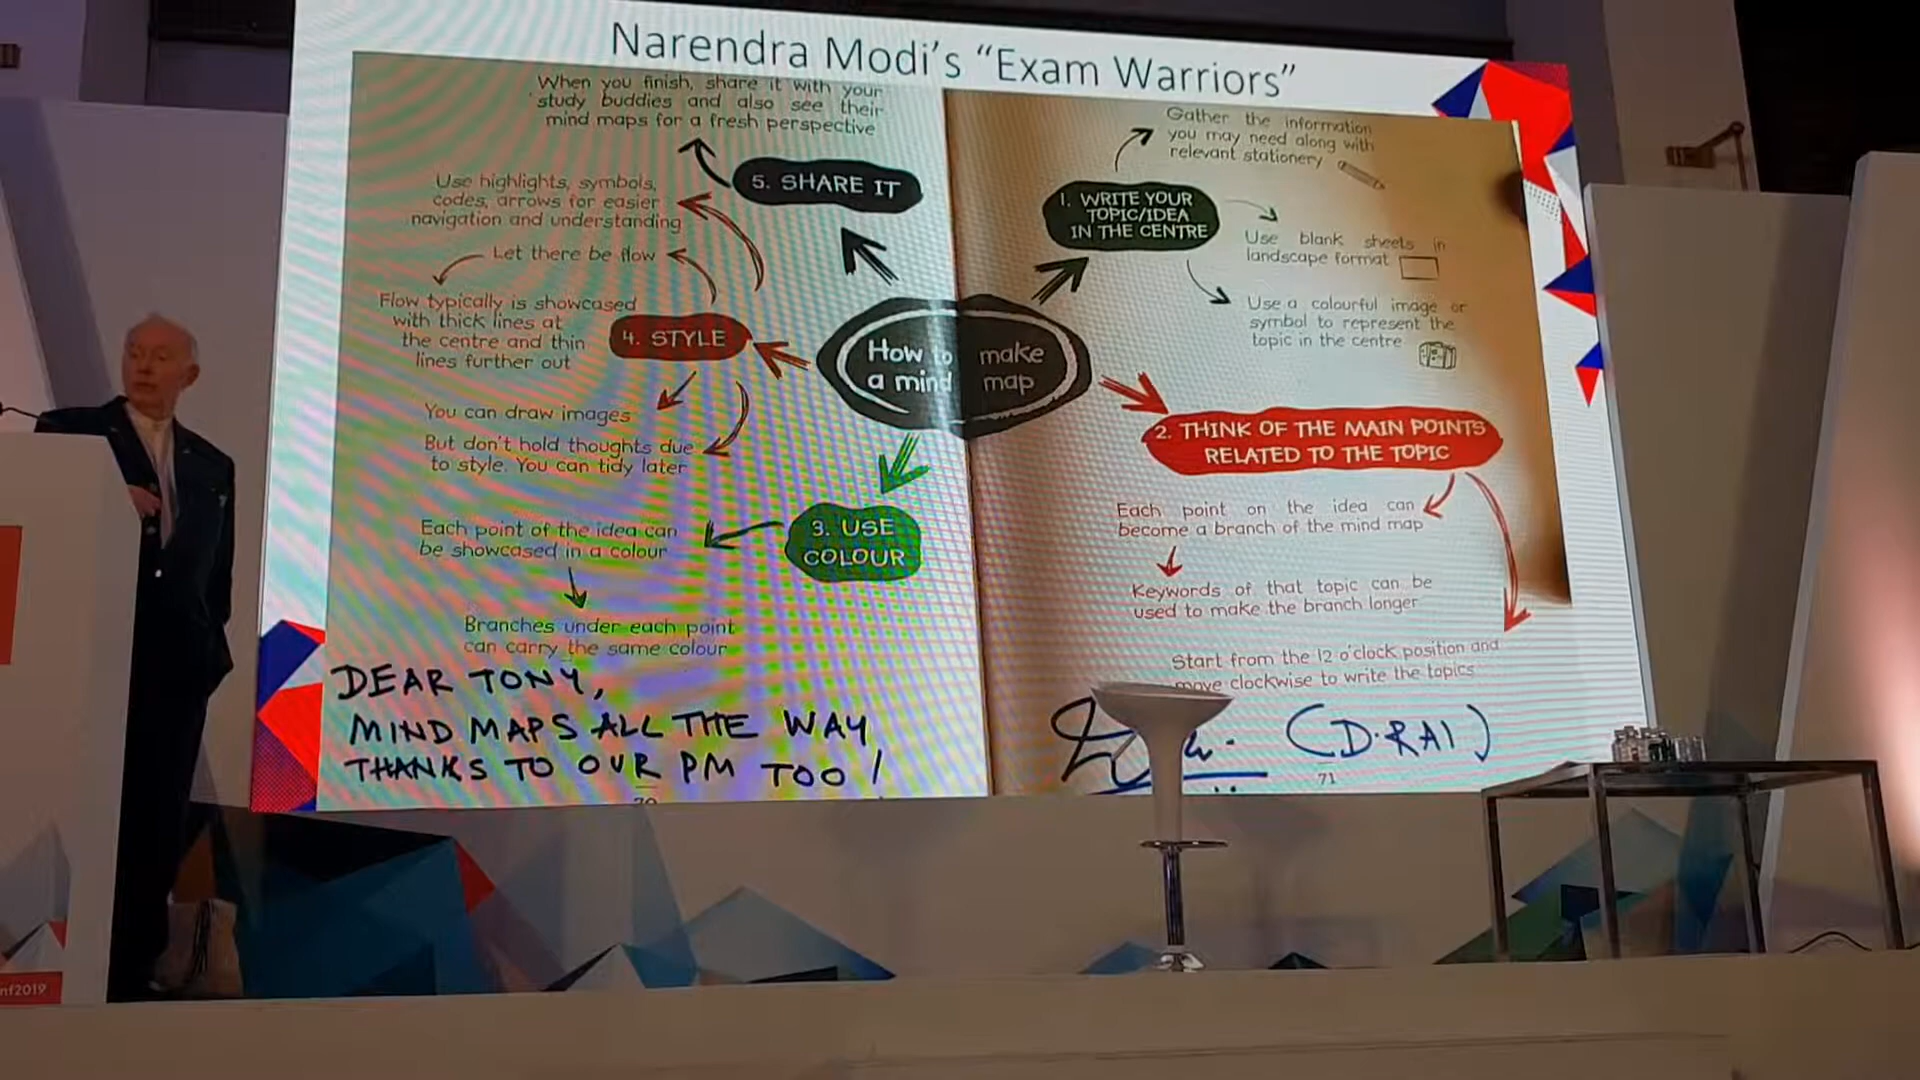 Narendra Modi's "Exam Warriors"
When you finish, share it with your
study buddies and also see their
mind maps for a fresh perspective
5. SHARE IT
Use highlights, symbols,
codes, arrows for easier
navigation and understanding
Let there be flow
Flow typically is showcased
with thick lines at
the centre and thin
lines further out
4. STYLE
You can draw images
But don't hold thoughts due
to style. You can tidy later
Each point of the idea can
be showcased in a colour
3. USE
COLOUR
Branches under each point
can carry the same colour
How to make
a mind map
Gather the information
you may need along with
relevant stationery
1. WRITE YOUR
TOPIC/IDEA
IN THE CENTRE
Use blank sheets in
landscape format
Use a colourful image or
symbol to represent the
topic in the centre
2. THINK OF THE MAIN POINTS
RELATED TO THE TOPIC
Each point on the idea can
become a branch of the mind map
Keywords of that topic can be
used to make the branch longer
Start from the 12 o'clock position and
move clockwise to write the topics
DEAR TONY,
MIND MAPS ALL THE WAY
THANKS TO OUR PM TOO!
(D.RAI)
70
71
nf2019